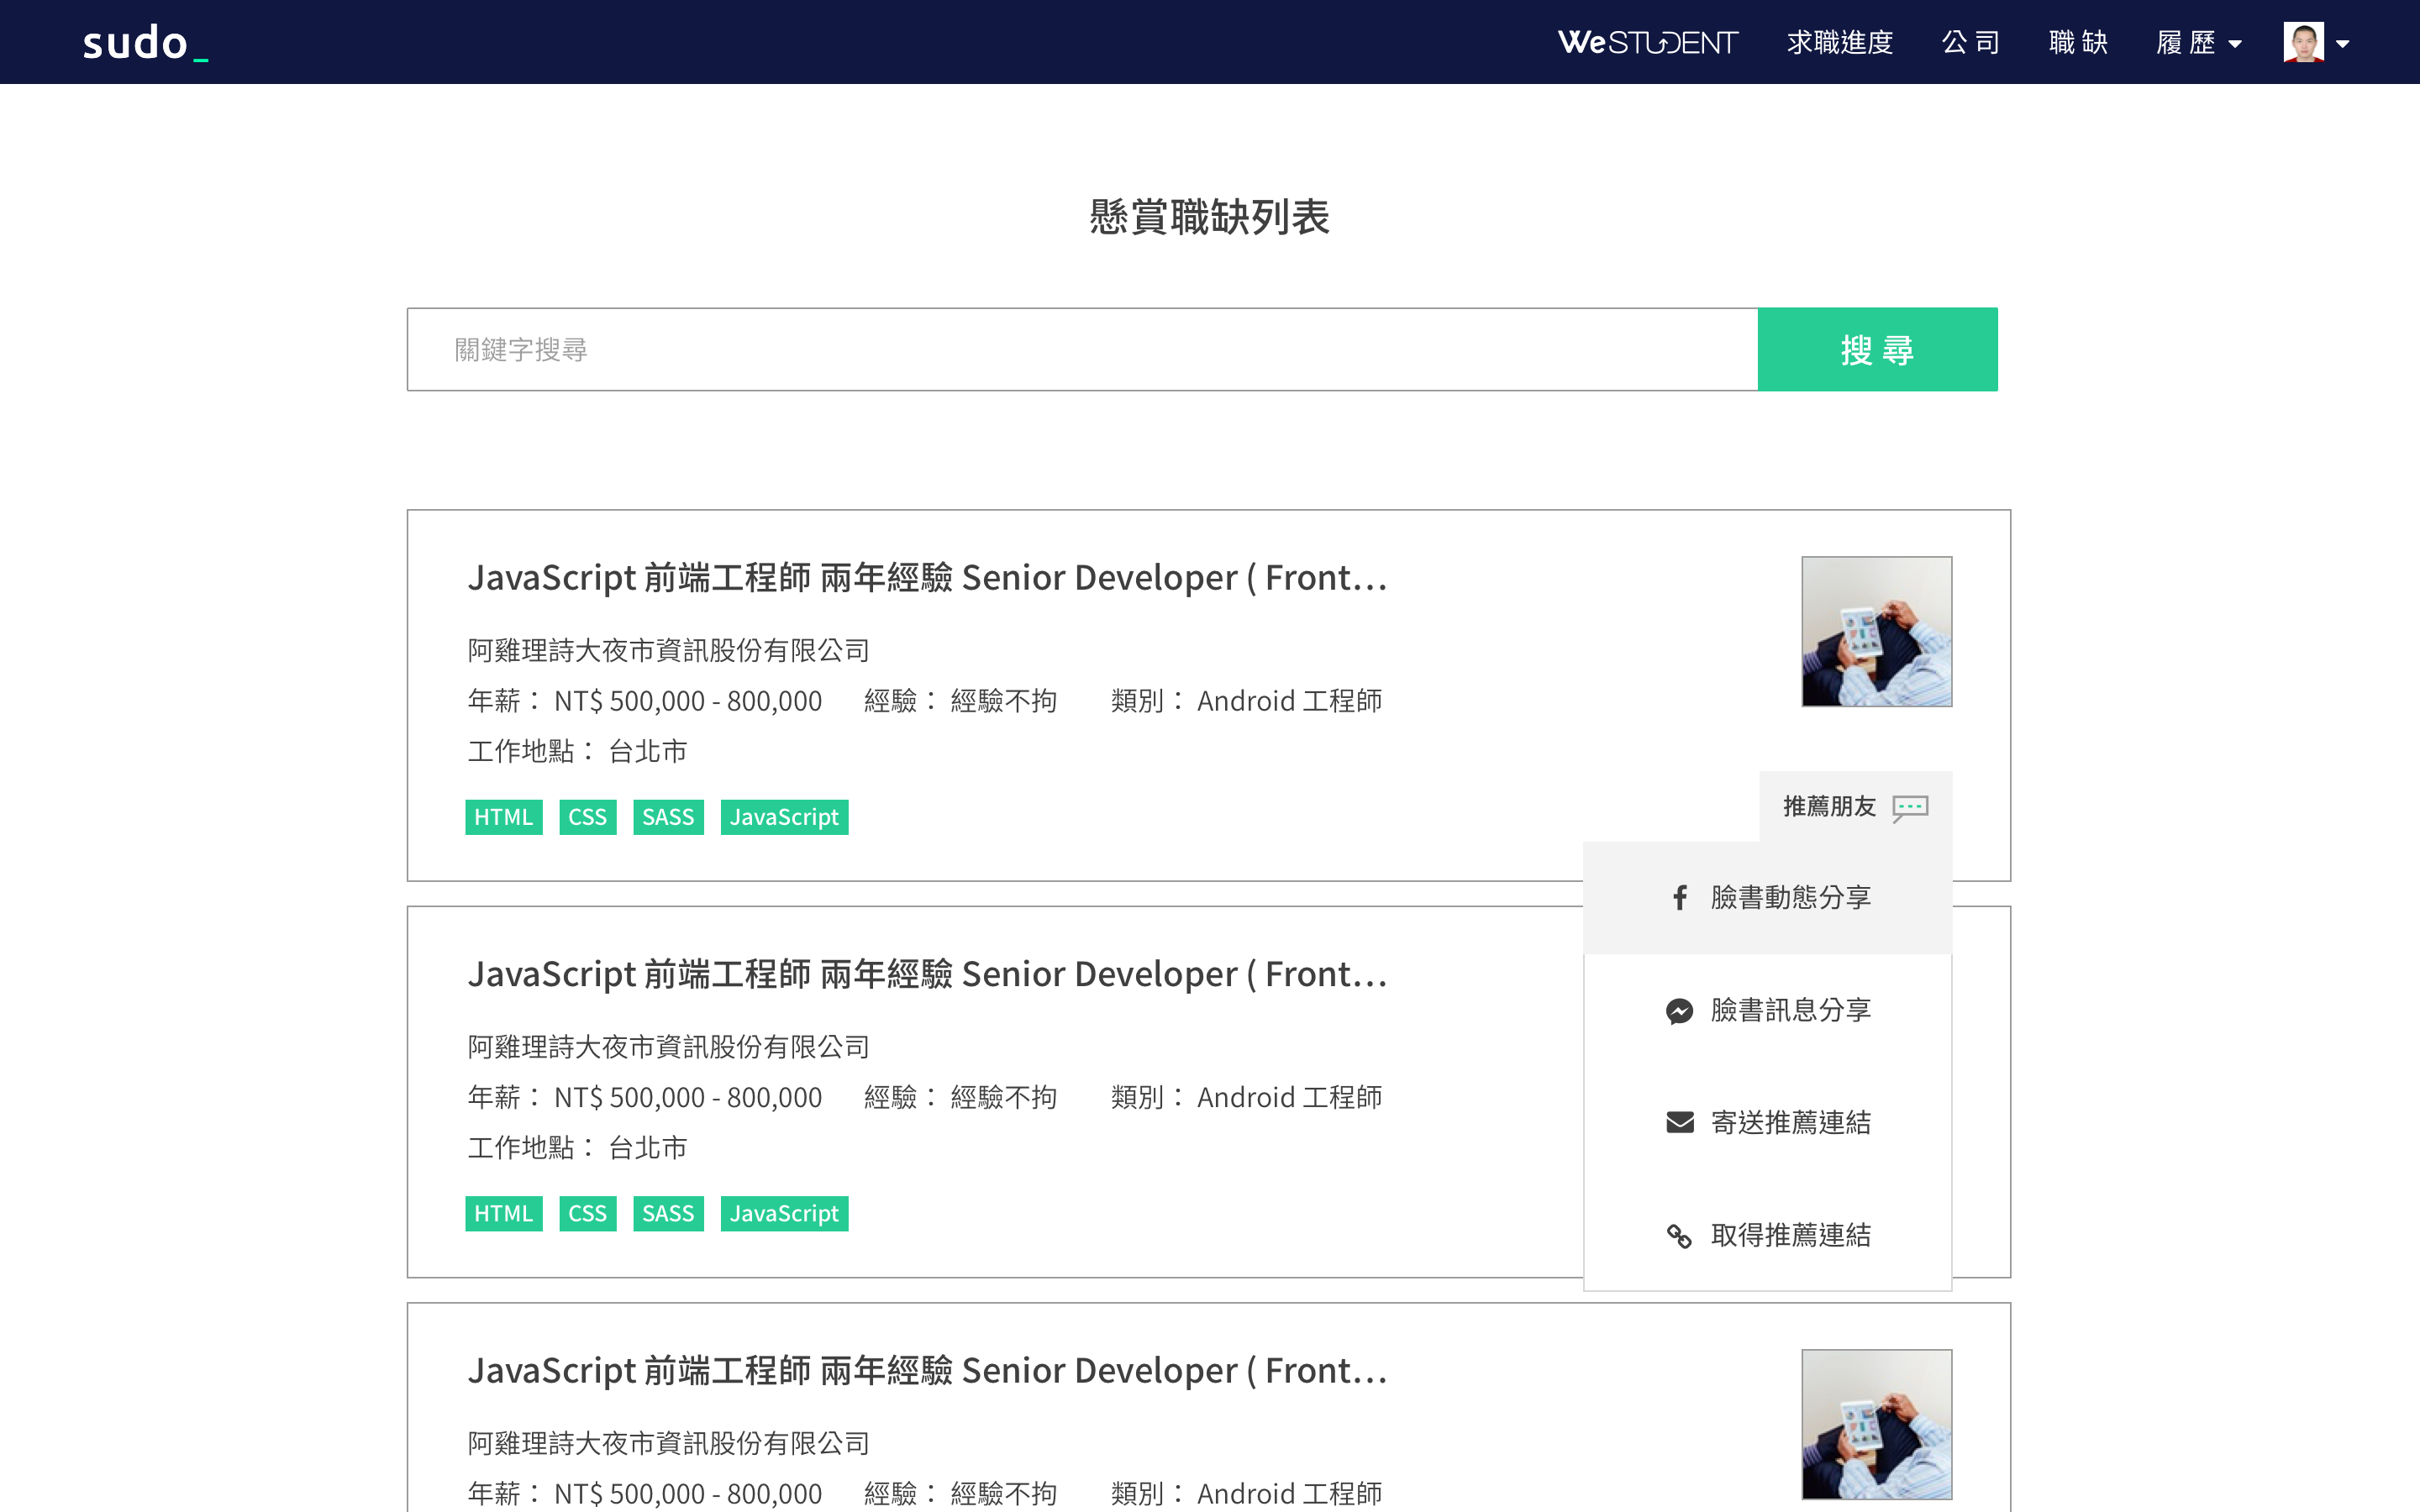 sudo_
WeSTUDENT 求職進度 公司 職缺 履歷
懸賞職缺列表
關鍵字搜尋 搜尋
JavaScript 前端工程師 兩年經驗 Senior Developer ( Front…
阿雞理詩大夜市資訊股份有限公司
年薪： NT$ 500,000 - 800,000 經驗： 經驗不拘 類別： Android 工程師
工作地點： 台北市
HTML CSS SASS JavaScript
推薦朋友
臉書動態分享
臉書訊息分享
寄送推薦連結
取得推薦連結
JavaScript 前端工程師 兩年經驗 Senior Developer ( Front…
阿雞理詩大夜市資訊股份有限公司
年薪： NT$ 500,000 - 800,000 經驗： 經驗不拘 類別： Android 工程師
工作地點： 台北市
HTML CSS SASS JavaScript
JavaScript 前端工程師 兩年經驗 Senior Developer ( Front…
阿雞理詩大夜市資訊股份有限公司
年薪： NT$ 500,000 - 800,000 經驗： 經驗不拘 類別： Android 工程師